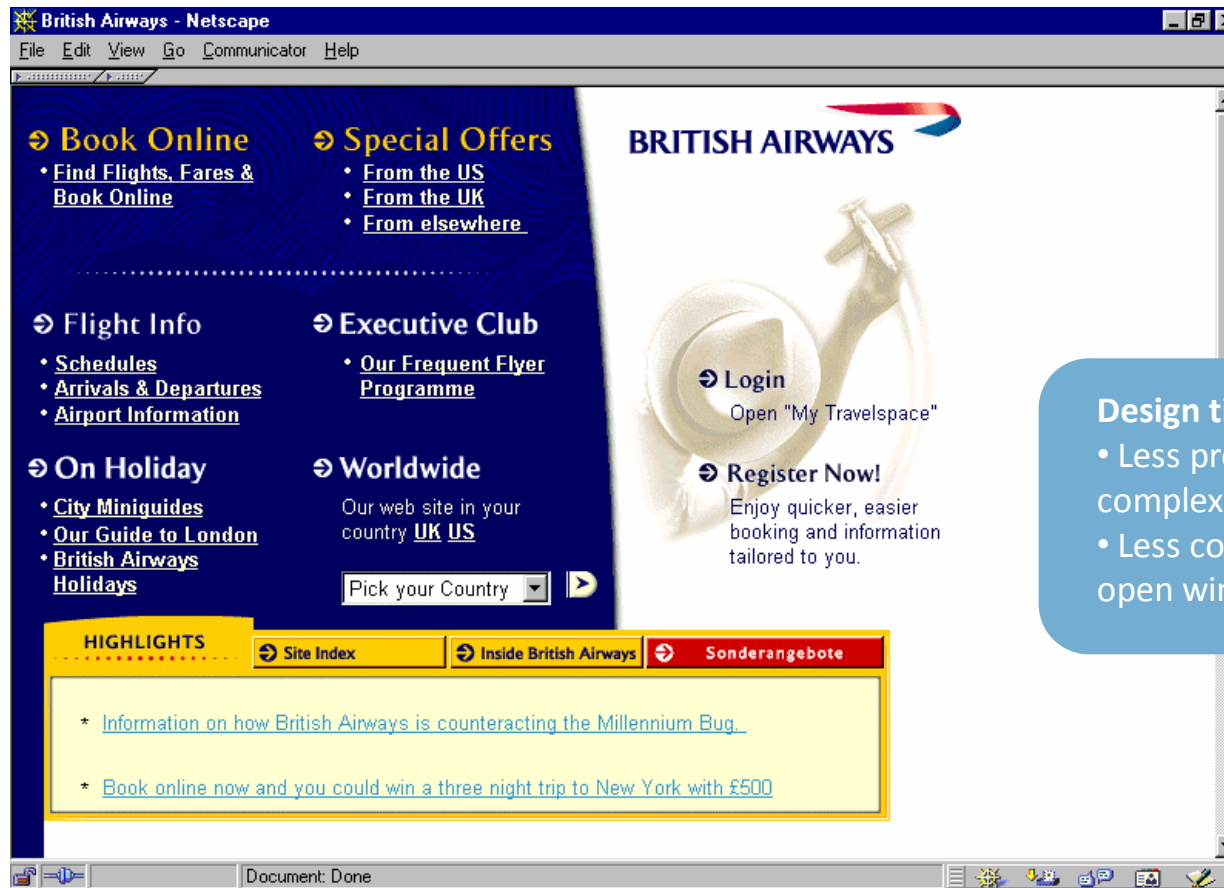 British Airways - Netscape
File Edit View Go Communicator Help
Book Online
• Find Flights, Fares &
Book Online
Special Offers
• From the US
• From the UK
• From elsewhere
BRITISH AIRWAYS
Flight Info
• Schedules
• Arrivals & Departures
• Airport Information
Executive Club
• Our Frequent Flyer
Programme
Login
Open "My Travelspace"
On Holiday
• City Miniguides
• Our Guide to London
• British Airways
Holidays
Worldwide
Our web site in your
country UK US
Pick your Country
Register Now!
Enjoy quicker, easier
booking and information
tailored to you.
Design
• Less
complex
• Less
open
HIGHLIGHTS
Site Index
Inside British Airways
Sonderangebote
* Information on how British Airways is counteracting the Millennium Bug.
* Book online now and you could win a three night trip to New York with £500
Document: Done